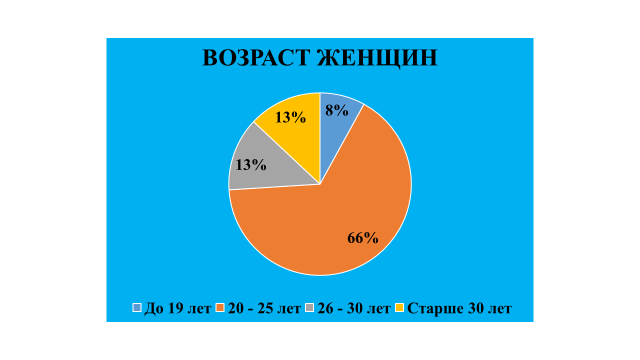 ВОЗРАСТ ЖЕНЩИН
8%
13%
13%
66%
До 19 лет 20 - 25 лет 26 - 30 лет Старше 30 лет